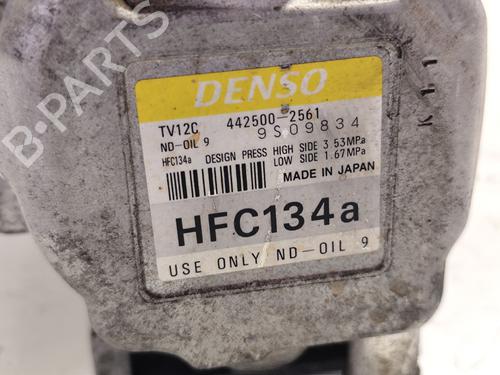 B-PARTS
DENSO
TV12C 442500-2561
ND-OIL 9 9S09834
HFC134a DESIGN PRESS HIGH SIDE 3.53MPa
LOW SIDE 1.67MPa
MADE IN JAPAN
HFC134a
USE ONLY ND-OIL 9
K11